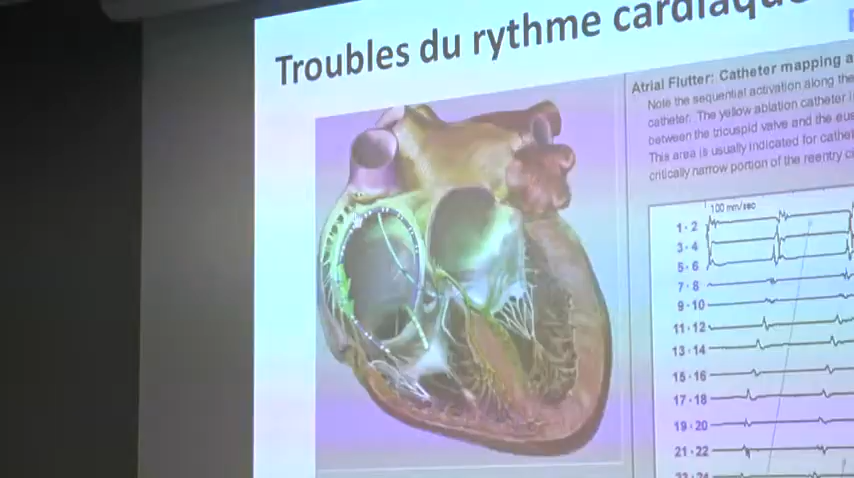 Troubles du rythme cardiaque
Atrial Flutter: Catheter mapping a
Note the sequential activation along the
catheter. The yellow ablation catheter i
between the tricuspid valve and the eus
This area is usually indicated for cathet
critically narrow portion of the reentry ci
100 mm/sec
1-2
3-4
5-6
7-8
9-10
11-12
13-14
15-16
17-18
19-20
21-22
23-24